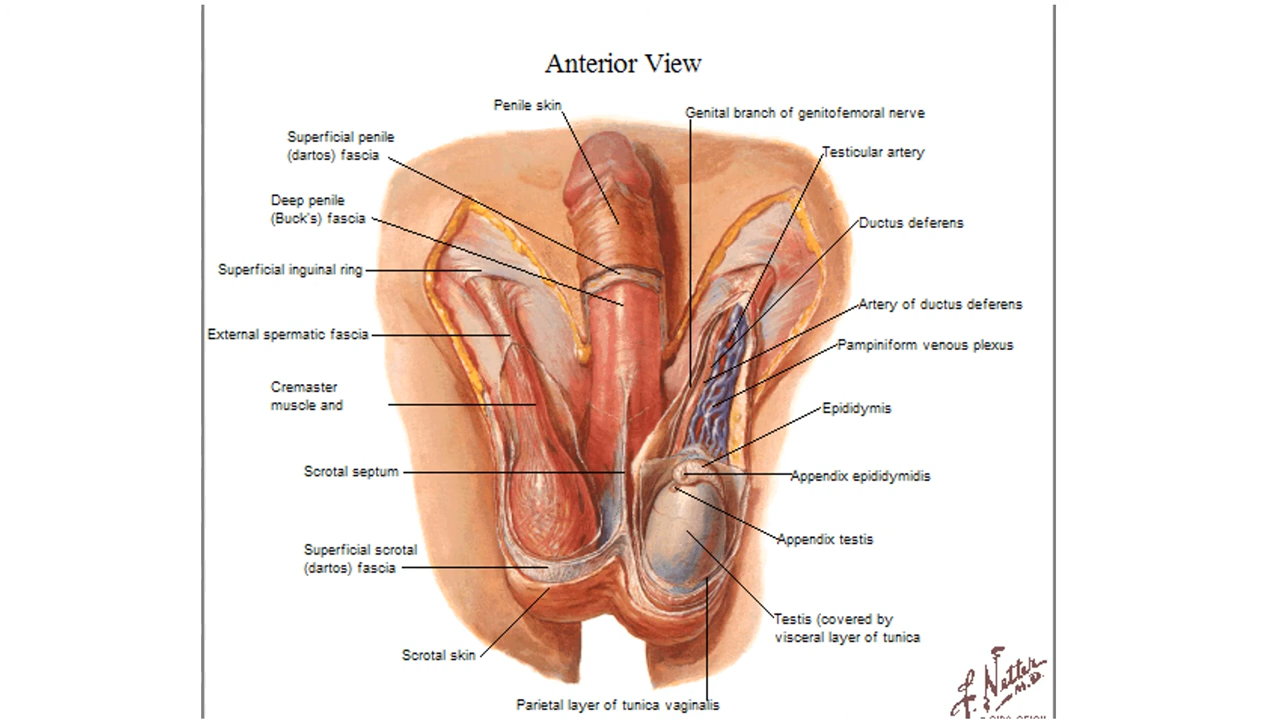 Anterior View
Penile skin
Genital branch of genitofemoral nerve
Superficial penile
(dartos) fascia
Testicular artery
Deep penile
(Buck's) fascia
Ductus deferens
Superficial inguinal ring
Artery of ductus deferens
External spermatic fascia
Pampiniform venous plexus
Cremaster
muscle and
Epididymis
Scrotal septum
Appendix epididymidis
Appendix testis
Superficial scrotal
(dartos) fascia
Testis (covered by
visceral layer of tunica
Scrotal skin
Parietal layer of tunica vaginalis
F. Netter
M.D.